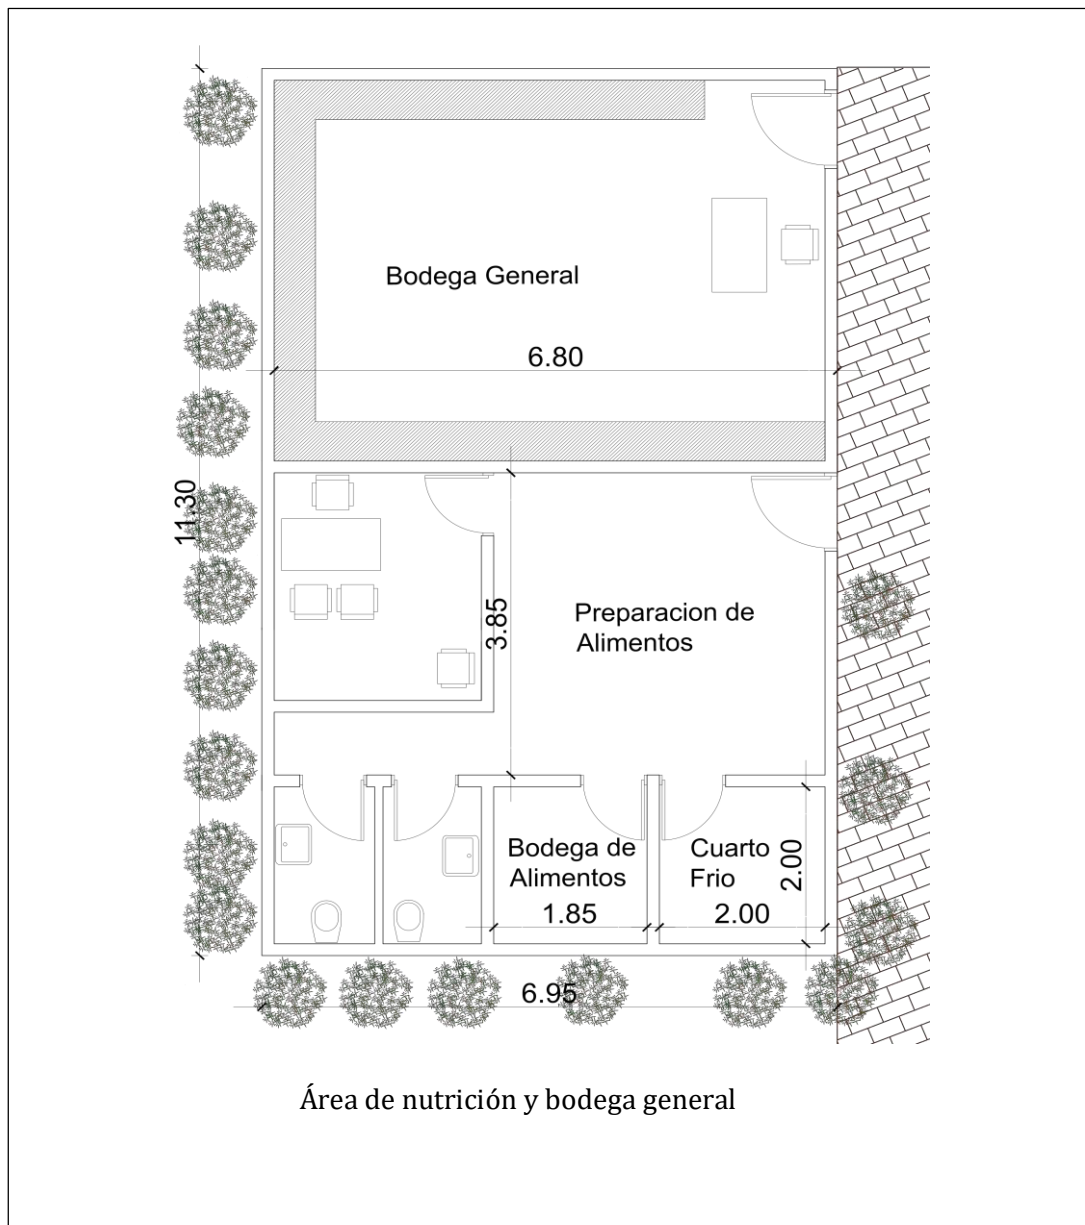 Bodega General
6.80
11.30
3.85
Preparacion de
Alimentos
Bodega de
Alimentos
1.85
Cuarto
Frio
2.00
2.00
6.95
Área de nutrición y bodega general